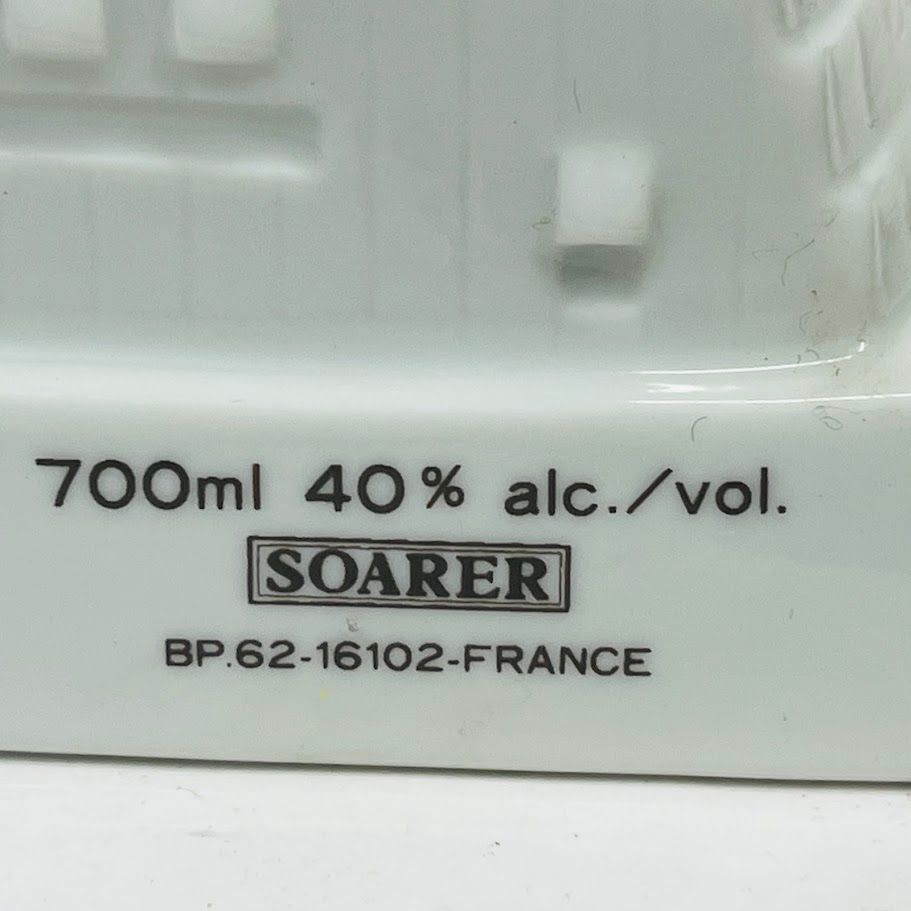 700ml 40% alc./vol.
SOARER
BP.62-16102-FRANCE